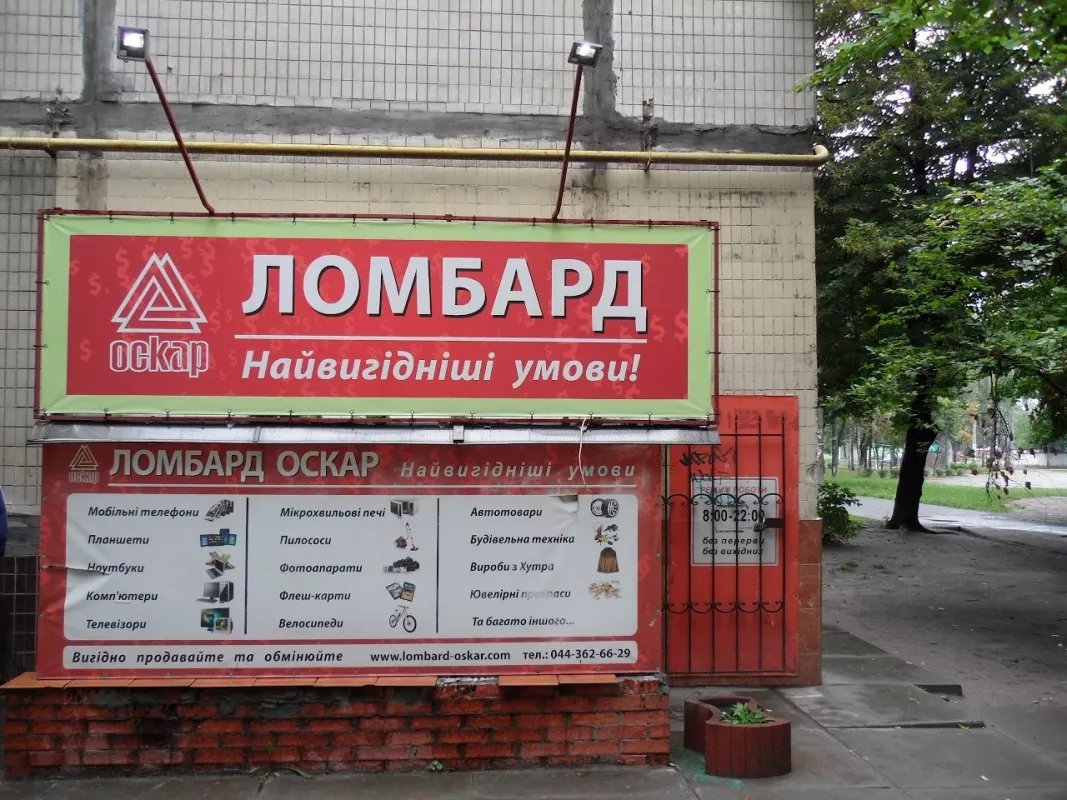 ЛОМБАРД
оскар
Найвигідніші умови!
оскар
ЛОМБАРД ОСКАР Найвигідніші умови
Мобільні телефони
Планшети
Ноутбуки
Комп'ютери
Телевізори
Мікрохвильові печі
Пилососи
Фотоапарати
Флеш-карти
Велосипеди
Автотовари
Будівельна техніка
Вироби з Хутра
Ювелірні прикраси
Та багато іншого...
Вигідно продавайте та обмінюйте www.lombard-oskar.com тел.: 044-362-66-29
РЕЖИМ РОБОТИ
8:00-22:00
без перерви
без вихідних